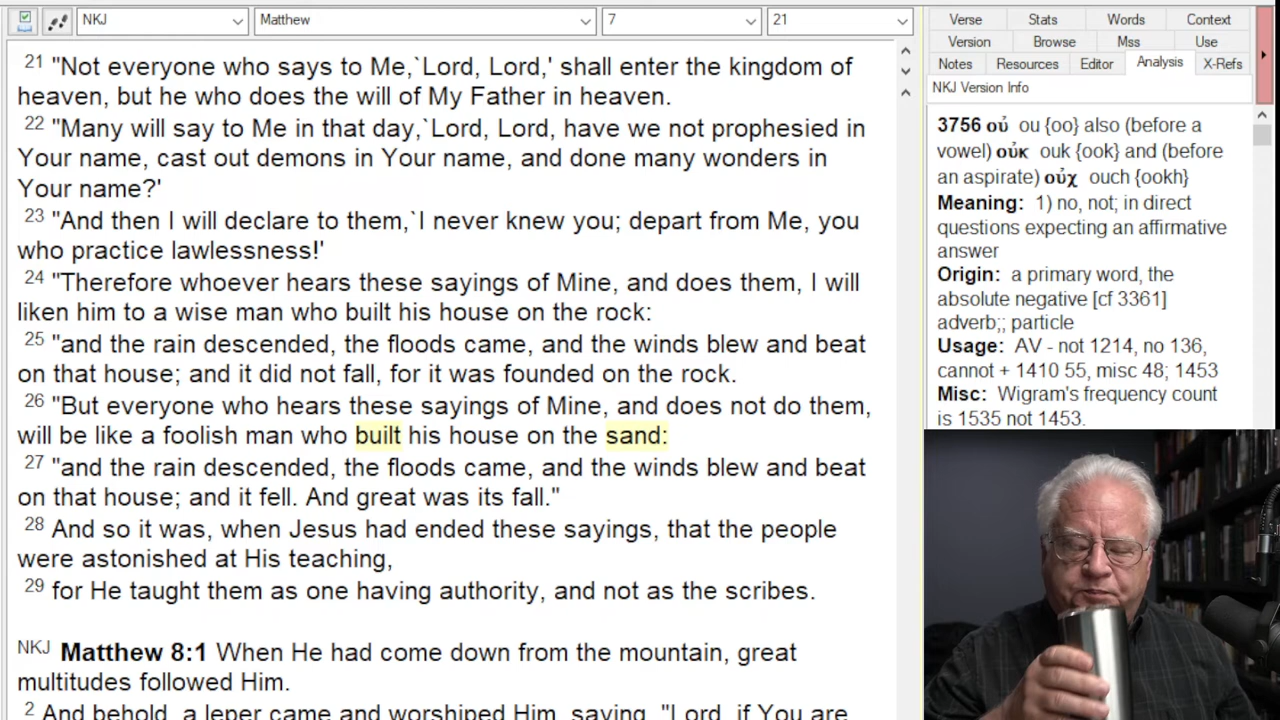 NKJ
Matthew
7
21
21 "Not everyone who says to Me,`Lord, Lord,' shall enter the kingdom of
heaven, but he who does the will of My Father in heaven.
22 "Many will say to Me in that day,`Lord, Lord, have we not prophesied in
Your name, cast out demons in Your name, and done many wonders in
Your name?'
23 "And then I will declare to them,`I never knew you; depart from Me, you
who practice lawlessness!'
24 "Therefore whoever hears these sayings of Mine, and does them, I will
liken him to a wise man who built his house on the rock:
25 "and the rain descended, the floods came, and the winds blew and beat
on that house; and it did not fall, for it was founded on the rock.
26 "But everyone who hears these sayings of Mine, and does not do them,
will be like a foolish man who built his house on the sand:
27 "and the rain descended, the floods came, and the winds blew and beat
on that house; and it fell. And great was its fall."
28 And so it was, when Jesus had ended these sayings, that the people
were astonished at His teaching,
29 for He taught them as one having authority, and not as the scribes.
NKJ Matthew 8:1 When He had come down from the mountain, great
multitudes followed Him.
2 And behold, a leper came and worshiped Him, saying, "Lord, if You are
Verse Stats Words Context
Version Browse Mss Use
Notes Resources Editor Analysis X-Refs
NKJ Version Info
3756 οὐ ou {oo} also (before a
vowel) οὐκ ouk {ook} and (before
an aspirate) οὐχ ouch {ookh}
Meaning: 1) no, not; in direct
questions expecting an affirmative
answer
Origin: a primary word, the
absolute negative [cf 3361]
adverb;; particle
Usage: AV - not 1214, no 136,
cannot + 1410 55, misc 48; 1453
Misc: Wigram's frequency count
is 1535 not 1453.